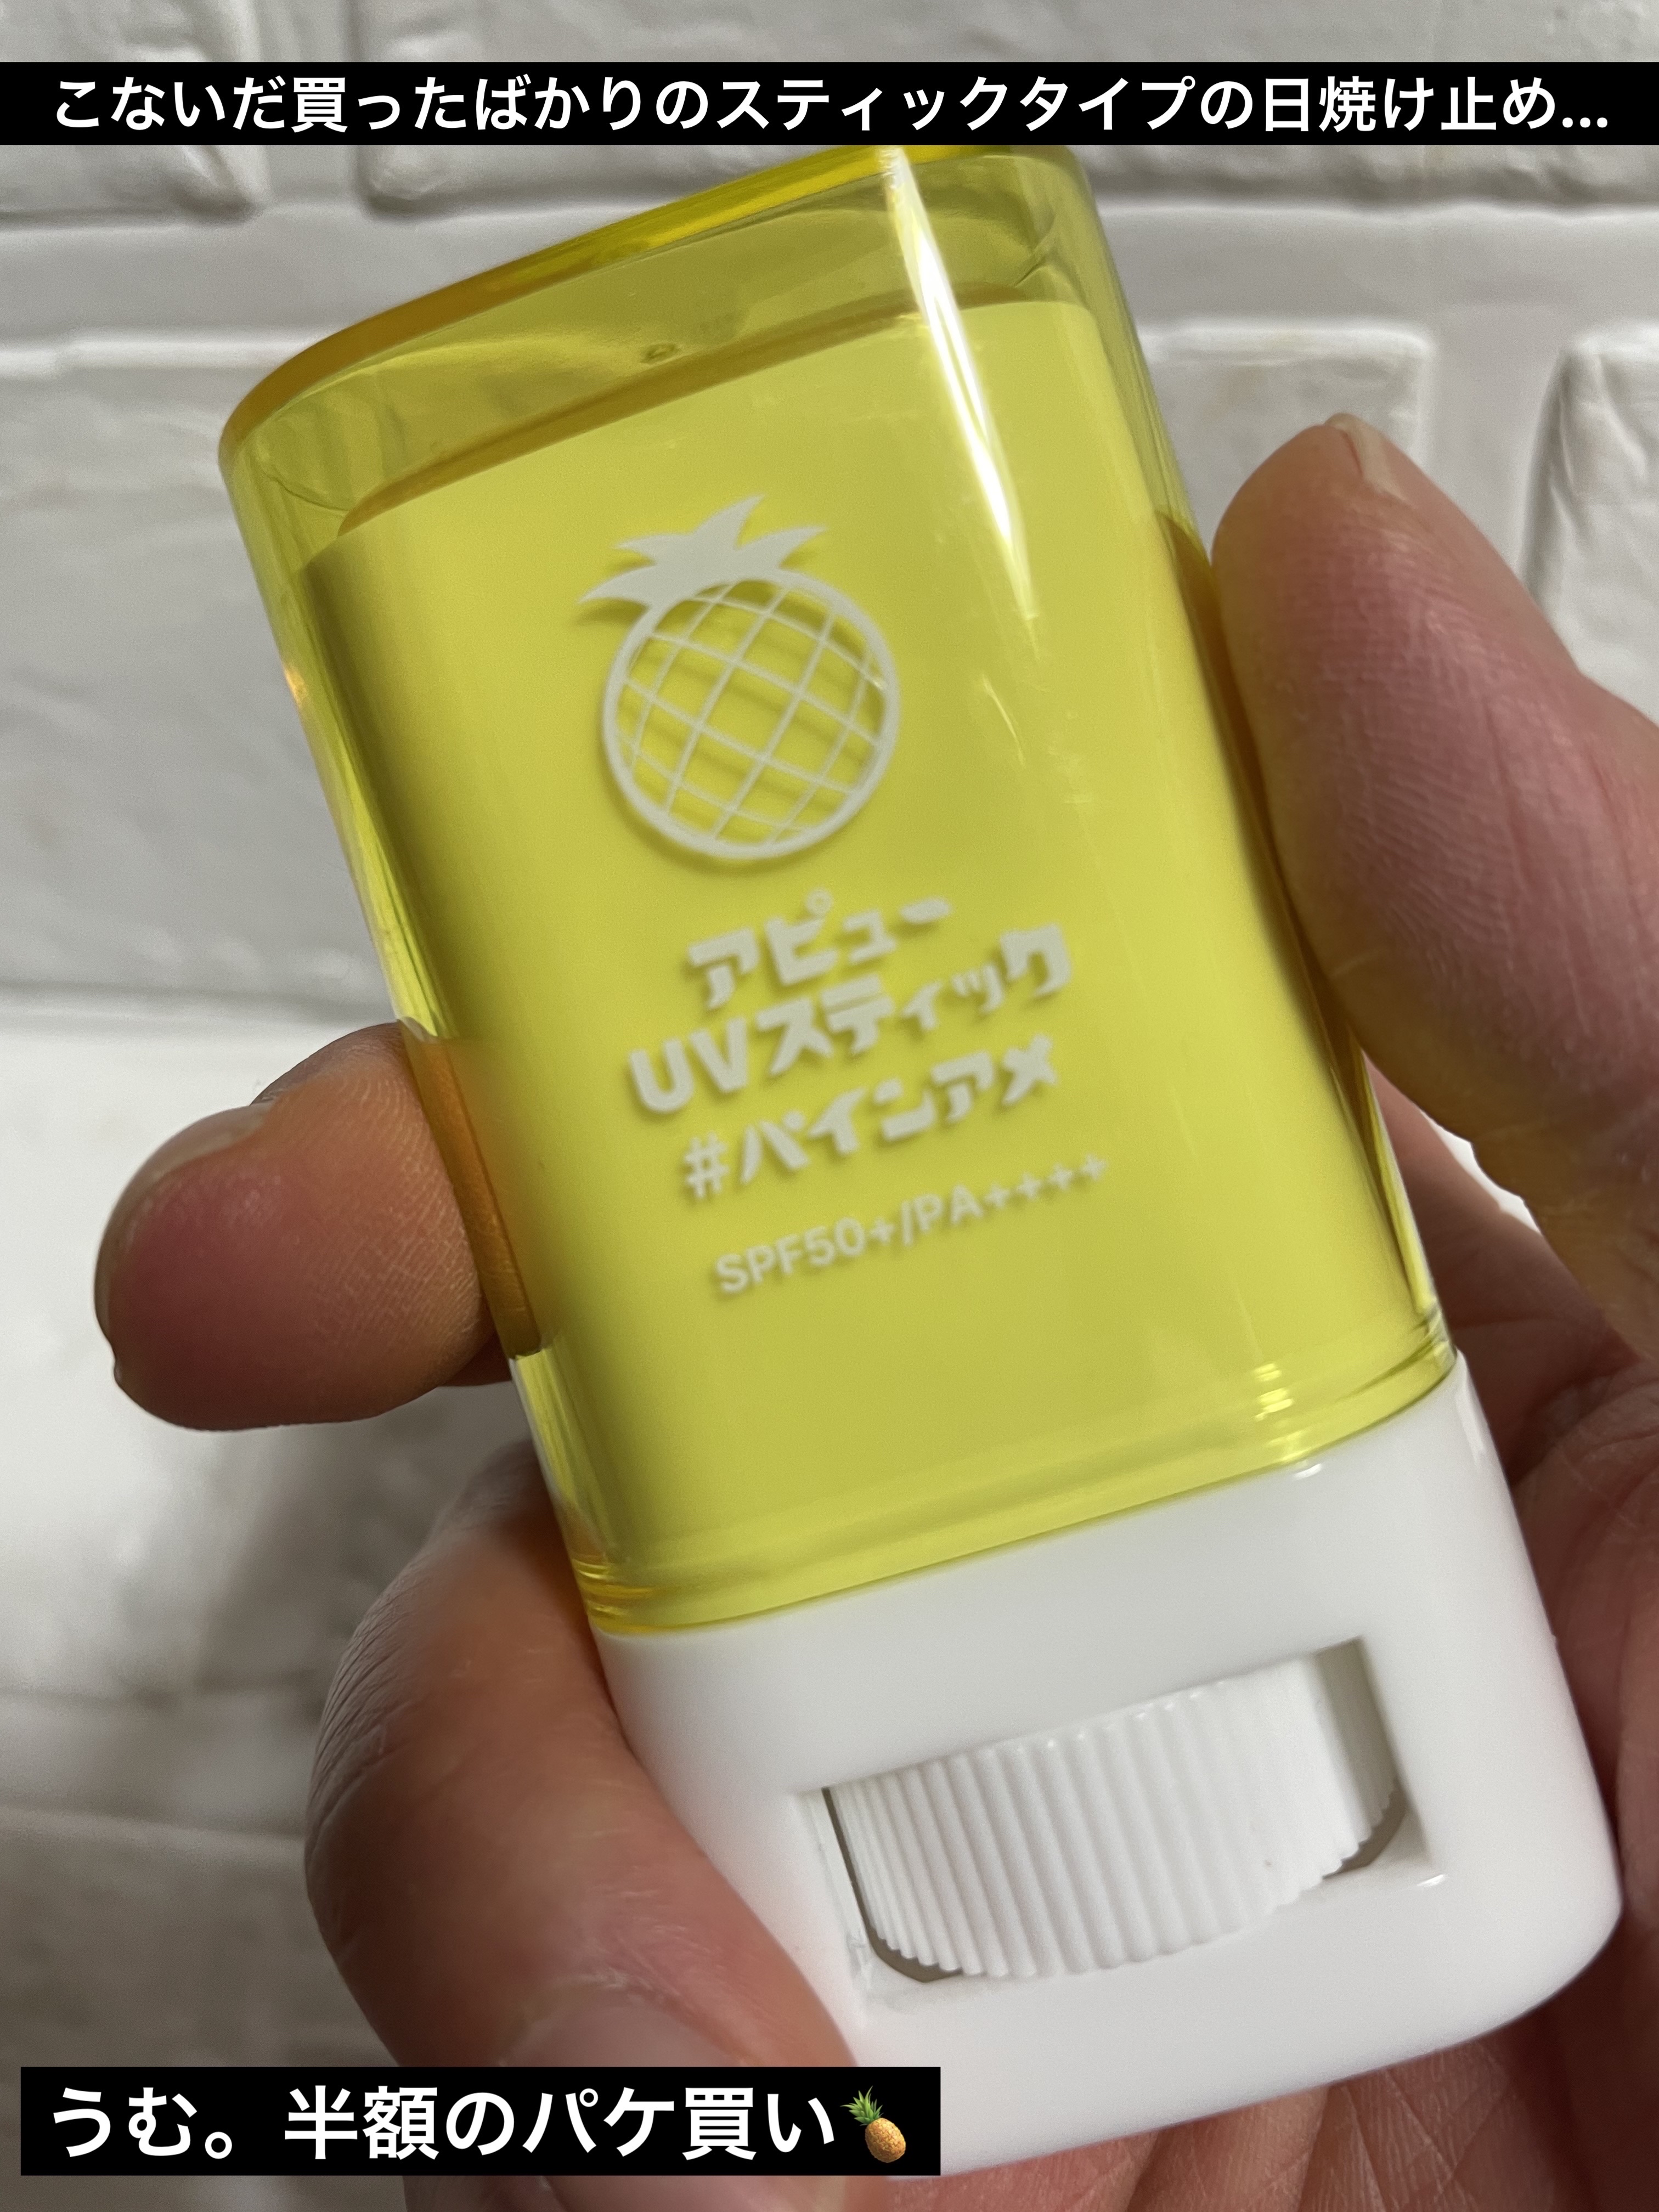 こないだ買ったばかりのスティックタイプの日焼け止め...
アピュー
UVスティック
#パインアメ
SPF50+/PA++++
うむ。半額のパケ買い🍍